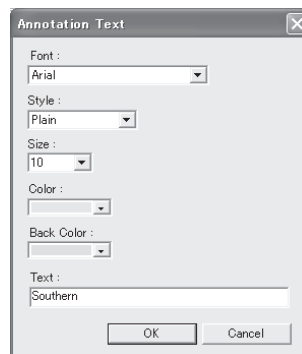 Annotation Text
Font :
Arial
Style :
Plain
Size :
10
Color :
Back Color :
Text :
Southern
OK Cancel